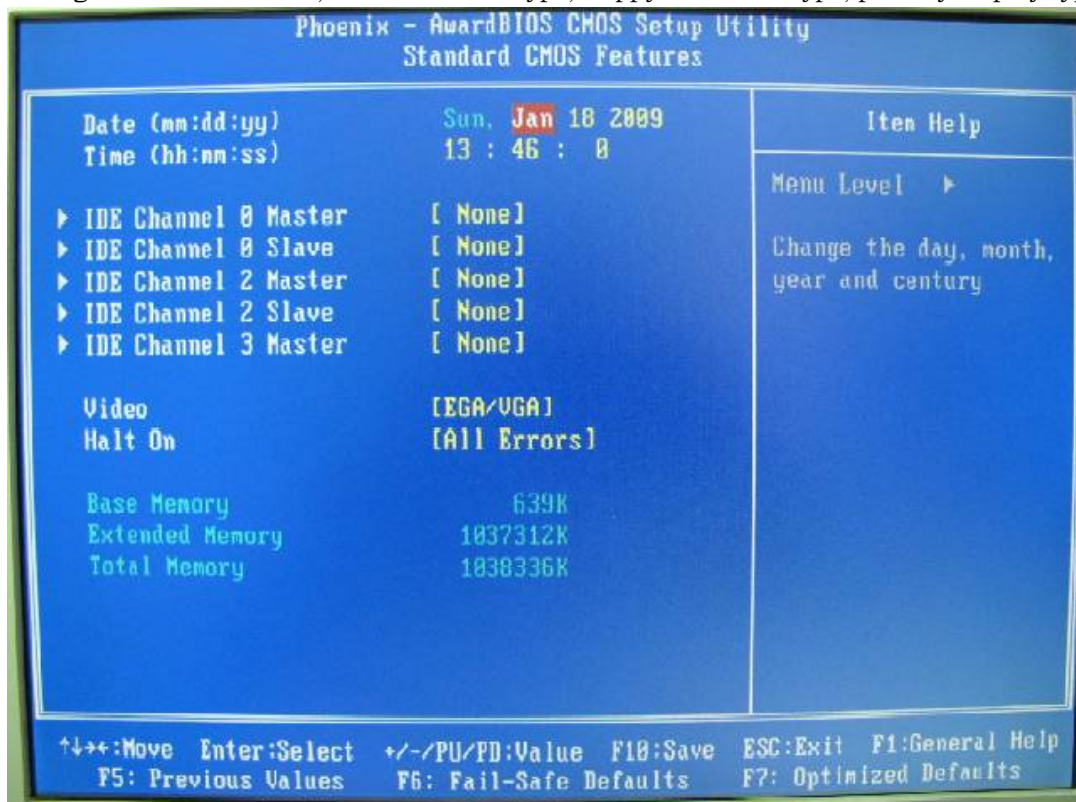 Phoenix - AwardBIOS CMOS Setup Utility
Standard CMOS Features
Date (mm:dd:yy) Sun, Jan 18 2009
Time (hh:mm:ss) 13 : 46 : 0
IDE Channel 0 Master [ None]
IDE Channel 0 Slave [ None]
IDE Channel 2 Master [ None]
IDE Channel 2 Slave [ None]
IDE Channel 3 Master [ None]
Video [EGA/VGA]
Halt On [All Errors]
Base Memory 639K
Extended Memory 1037312K
Total Memory 1038336K
Item Help
Menu Level
Change the day, month,
year and century
↑↓→←:Move Enter:Select +/-/PU/PD:Value F10:Save ESC:Exit F1:General Help
F5: Previous Values F6: Fail-Safe Defaults F7: Optimized Defaults